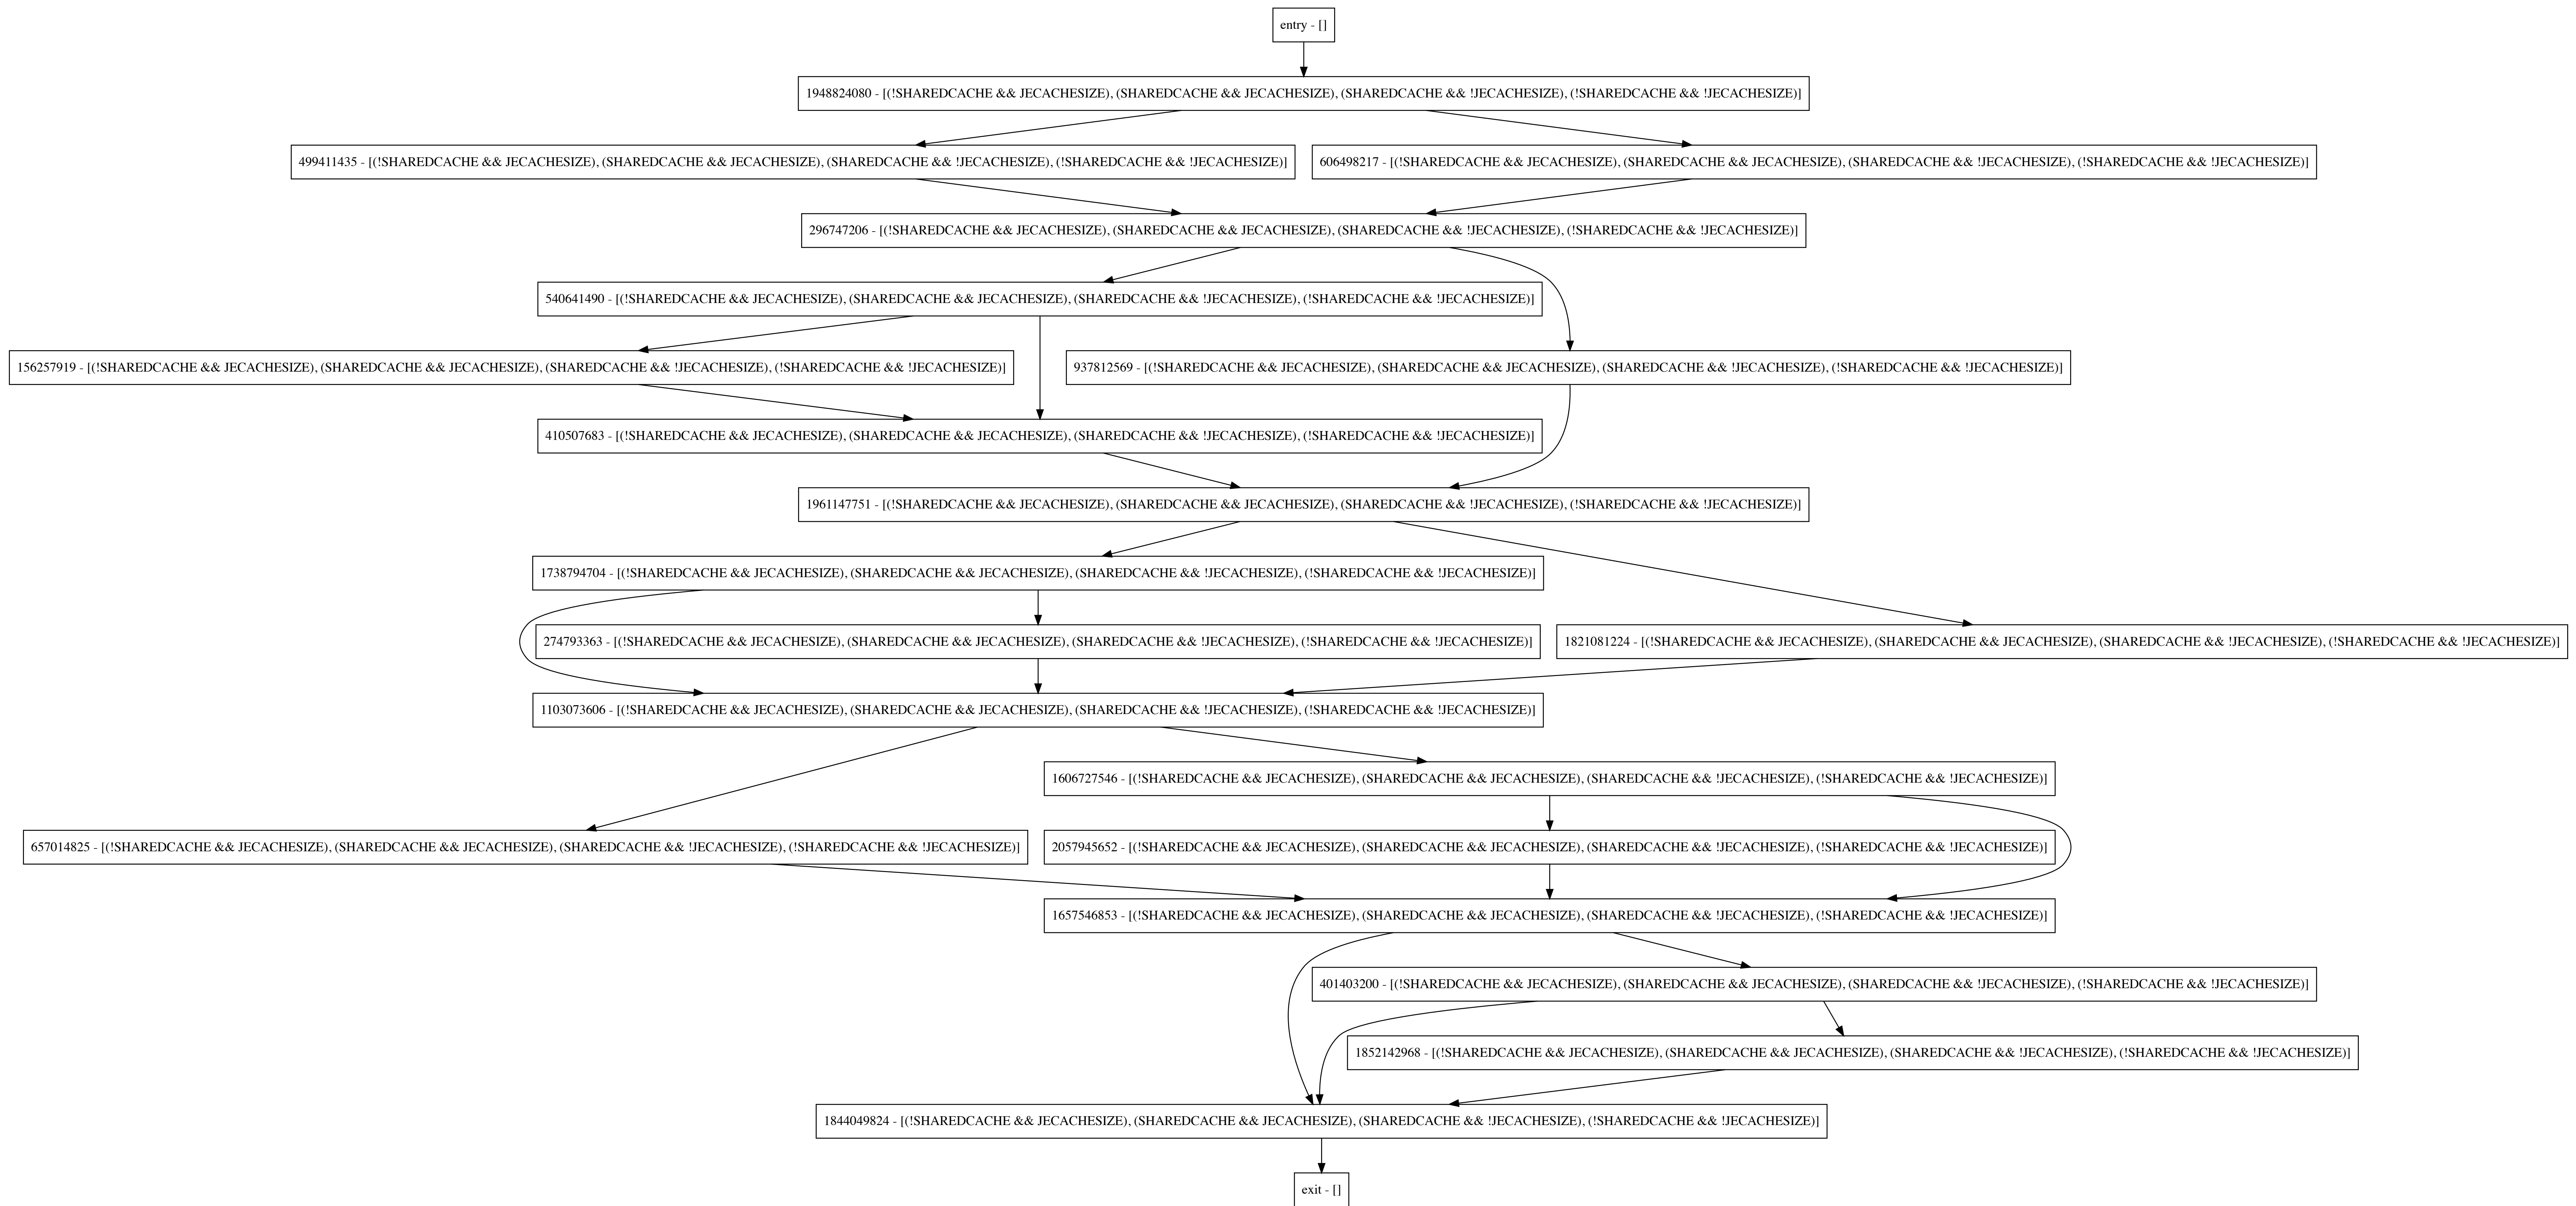 entry - []
1948824080 - [(!SHAREDCACHE && JECACHESIZE), (SHAREDCACHE && JECACHESIZE), (SHAREDCACHE && !JECACHESIZE), (!SHAREDCACHE && !JECACHESIZE)]
499411435 - [(!SHAREDCACHE && JECACHESIZE), (SHAREDCACHE && JECACHESIZE), (SHAREDCACHE && !JECACHESIZE), (!SHAREDCACHE && !JECACHESIZE)]
606498217 - [(!SHAREDCACHE && JECACHESIZE), (SHAREDCACHE && JECACHESIZE), (SHAREDCACHE && !JECACHESIZE), (!SHAREDCACHE && !JECACHESIZE)]
296747206 - [(!SHAREDCACHE && JECACHESIZE), (SHAREDCACHE && JECACHESIZE), (SHAREDCACHE && !JECACHESIZE), (!SHAREDCACHE && !JECACHESIZE)]
540641490 - [(!SHAREDCACHE && JECACHESIZE), (SHAREDCACHE && JECACHESIZE), (SHAREDCACHE && !JECACHESIZE), (!SHAREDCACHE && !JECACHESIZE)]
156257919 - [(!SHAREDCACHE && JECACHESIZE), (SHAREDCACHE && JECACHESIZE), (SHAREDCACHE && !JECACHESIZE), (!SHAREDCACHE && !JECACHESIZE)]
937812569 - [(!SHAREDCACHE && JECACHESIZE), (SHAREDCACHE && JECACHESIZE), (SHAREDCACHE && !JECACHESIZE), (!SHAREDCACHE && !JECACHESIZE)]
410507683 - [(!SHAREDCACHE && JECACHESIZE), (SHAREDCACHE && JECACHESIZE), (SHAREDCACHE && !JECACHESIZE), (!SHAREDCACHE && !JECACHESIZE)]
1961147751 - [(!SHAREDCACHE && JECACHESIZE), (SHAREDCACHE && JECACHESIZE), (SHAREDCACHE && !JECACHESIZE), (!SHAREDCACHE && !JECACHESIZE)]
1738794704 - [(!SHAREDCACHE && JECACHESIZE), (SHAREDCACHE && JECACHESIZE), (SHAREDCACHE && !JECACHESIZE), (!SHAREDCACHE && !JECACHESIZE)]
274793363 - [(!SHAREDCACHE && JECACHESIZE), (SHAREDCACHE && JECACHESIZE), (SHAREDCACHE && !JECACHESIZE), (!SHAREDCACHE && !JECACHESIZE)]
1821081224 - [(!SHAREDCACHE && JECACHESIZE), (SHAREDCACHE && JECACHESIZE), (SHAREDCACHE && !JECACHESIZE), (!SHAREDCACHE && !JECACHESIZE)]
1103073606 - [(!SHAREDCACHE && JECACHESIZE), (SHAREDCACHE && JECACHESIZE), (SHAREDCACHE && !JECACHESIZE), (!SHAREDCACHE && !JECACHESIZE)]
1606727546 - [(!SHAREDCACHE && JECACHESIZE), (SHAREDCACHE && JECACHESIZE), (SHAREDCACHE && !JECACHESIZE), (!SHAREDCACHE && !JECACHESIZE)]
657014825 - [(!SHAREDCACHE && JECACHESIZE), (SHAREDCACHE && JECACHESIZE), (SHAREDCACHE && !JECACHESIZE), (!SHAREDCACHE && !JECACHESIZE)]
2057945652 - [(!SHAREDCACHE && JECACHESIZE), (SHAREDCACHE && JECACHESIZE), (SHAREDCACHE && !JECACHESIZE), (!SHAREDCACHE && !JECACHESIZE)]
1657546853 - [(!SHAREDCACHE && JECACHESIZE), (SHAREDCACHE && JECACHESIZE), (SHAREDCACHE && !JECACHESIZE), (!SHAREDCACHE && !JECACHESIZE)]
401403200 - [(!SHAREDCACHE && JECACHESIZE), (SHAREDCACHE && JECACHESIZE), (SHAREDCACHE && !JECACHESIZE), (!SHAREDCACHE && !JECACHESIZE)]
1852142968 - [(!SHAREDCACHE && JECACHESIZE), (SHAREDCACHE && JECACHESIZE), (SHAREDCACHE && !JECACHESIZE), (!SHAREDCACHE && !JECACHESIZE)]
1844049824 - [(!SHAREDCACHE && JECACHESIZE), (SHAREDCACHE && JECACHESIZE), (SHAREDCACHE && !JECACHESIZE), (!SHAREDCACHE && !JECACHESIZE)]
exit - []